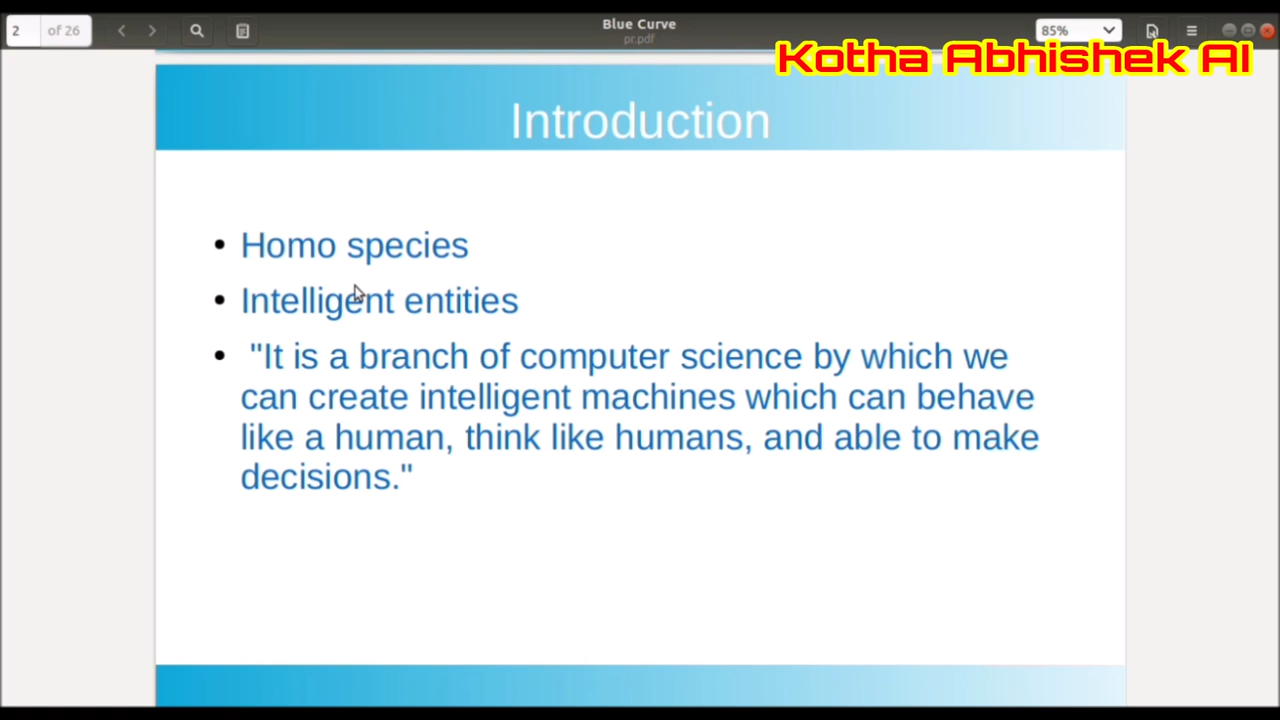 2 of 26
Blue Curve
pr.pdf
85%
Kotha Abhishek AI
Introduction
• Homo species
• Intelligent entities
• "It is a branch of computer science by which we
can create intelligent machines which can behave
like a human, think like humans, and able to make
decisions."